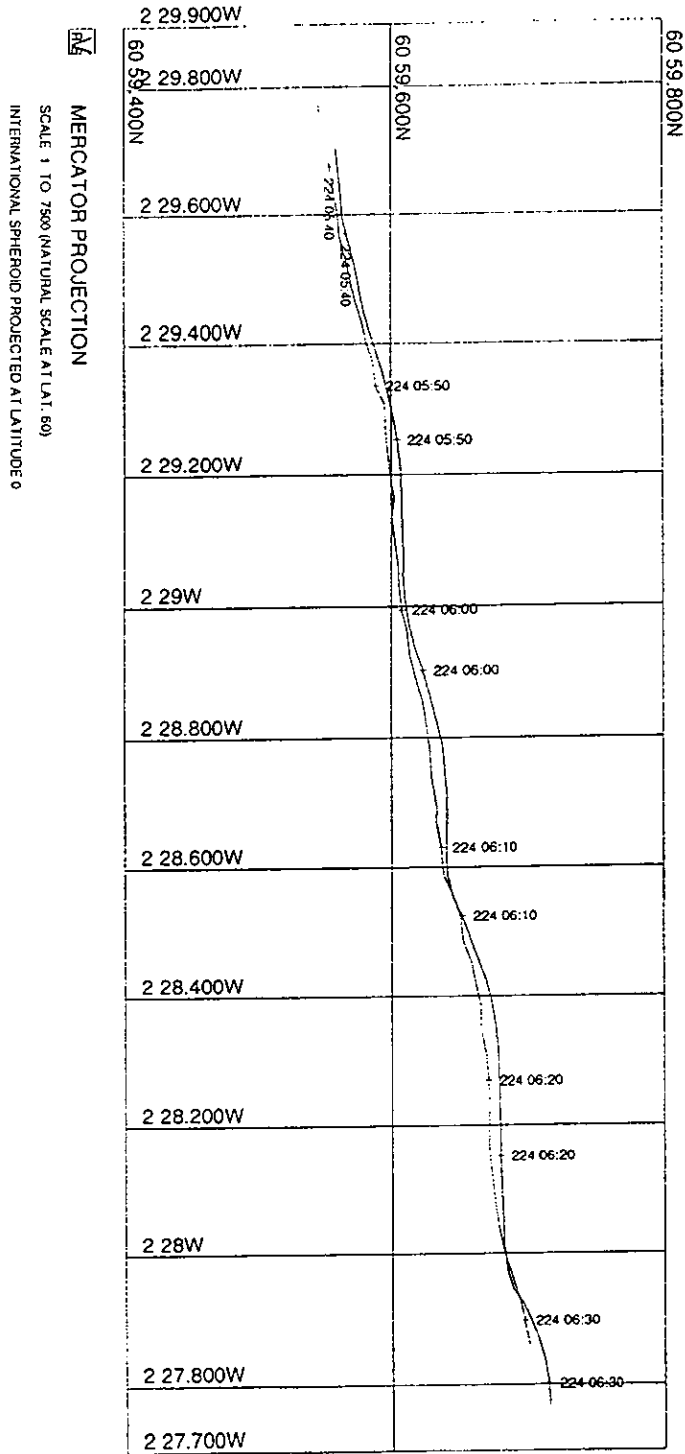 2 29.900W
60 59.400N
60 59.600N
60 59.800N
2 29.800W
2 29.600W
224 05:40
224 05:40
2 29.400W
224 05:50
224 05:50
2 29.200W
2 29W
224 06:00
224 06:00
2 28.800W
224 06:10
2 28.600W
224 06:10
2 28.400W
224 06:20
2 28.200W
224 06:20
2 28W
224 06:30
2 27.800W
224 06:30
2 27.700W
MERCATOR PROJECTION
SCALE 1 TO 7500 (NATURAL SCALE AT LAT. 60)
INTERNATIONAL SPHEROID PROJECTED AT LATITUDE 0